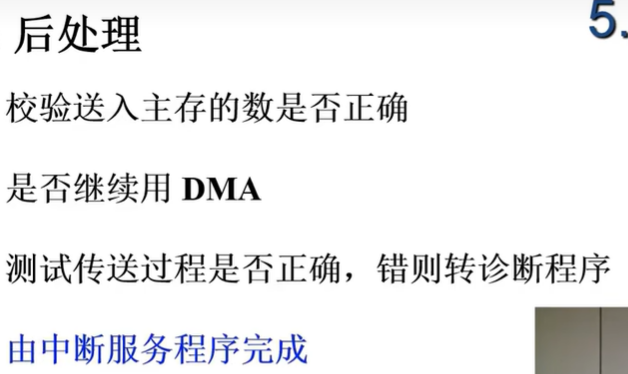 后处理
5.
校验送入主存的数是否正确
是否继续用 DMA
测试传送过程是否正确，错则转诊断程序
由中断服务程序完成